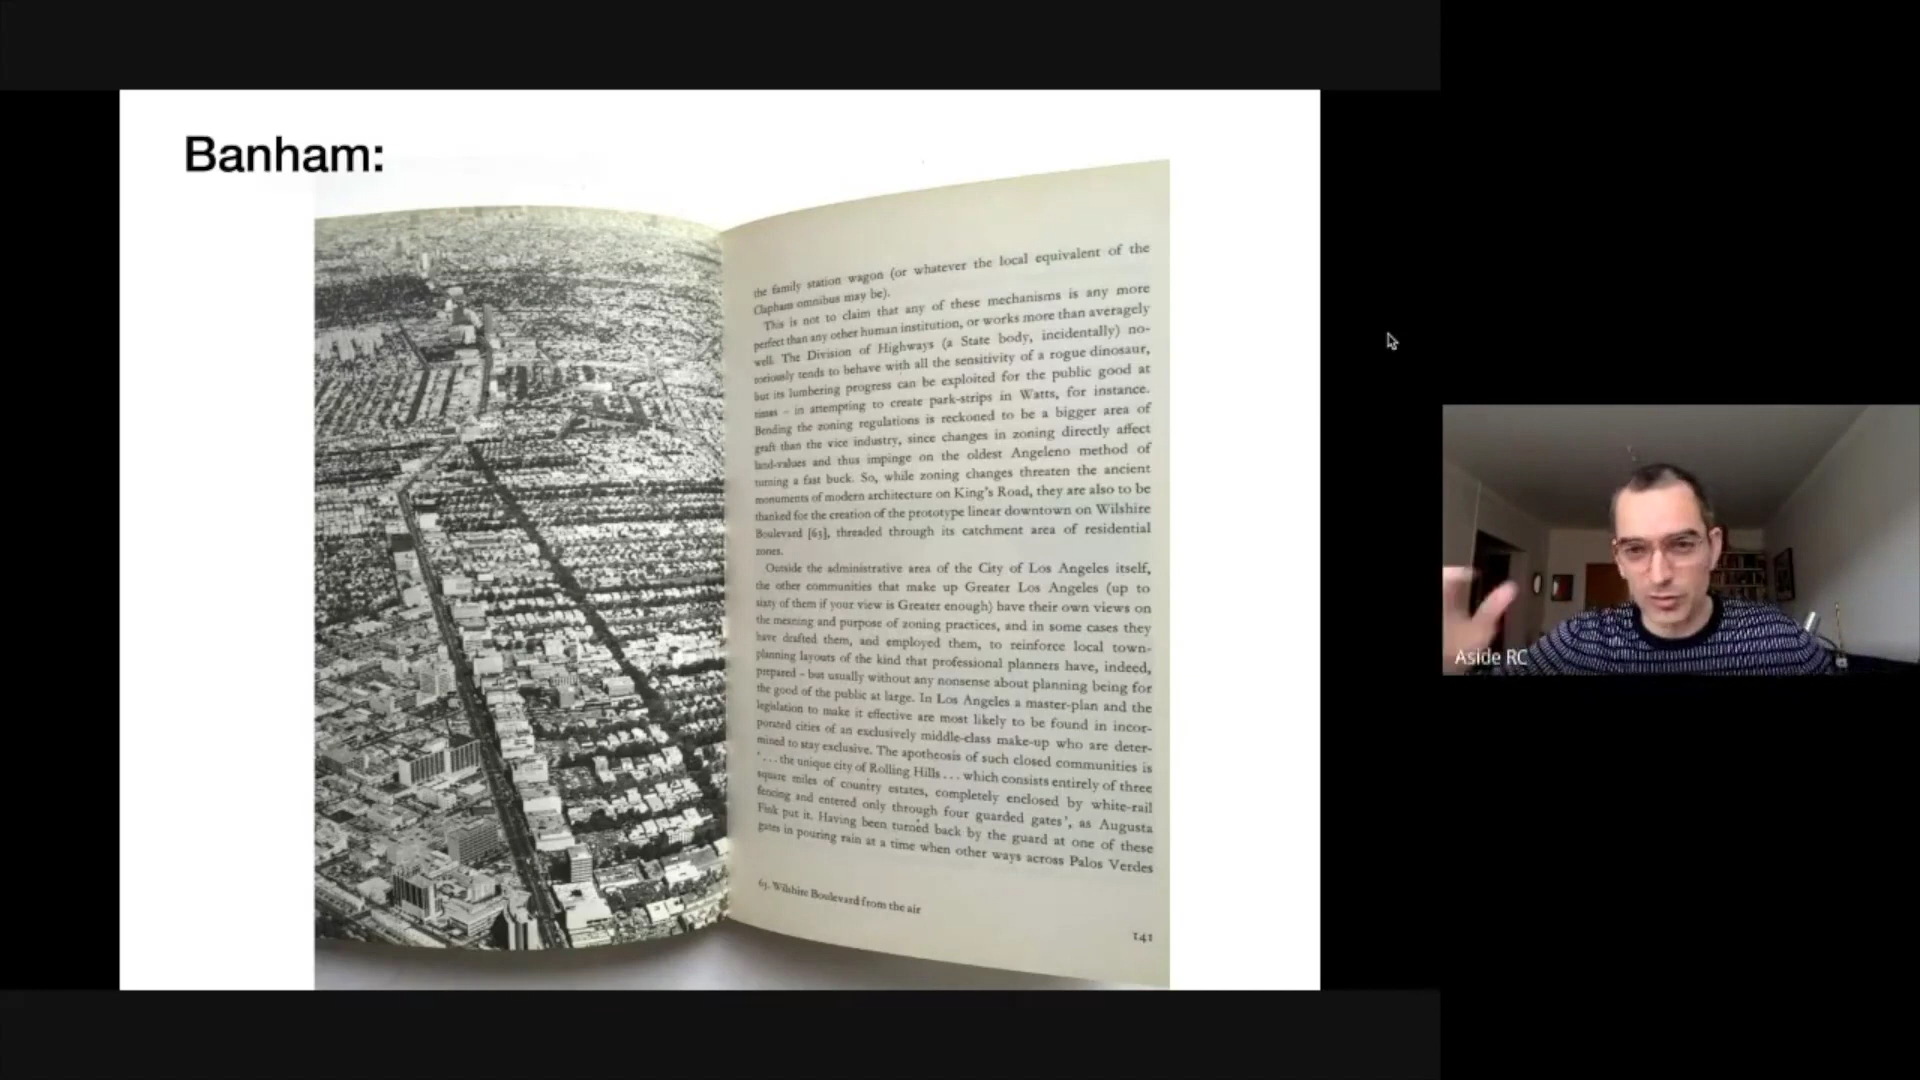 Banham:
the family station wagon (or whatever the local equivalent of the
Clapham omnibus may be).
This is not to claim that any of these mechanisms is any more
perfect than any other human institution, or works more than averagely
well. The Division of Highways (a State body, incidentally) no-
toriously tends to behave with all the sensitivity of a rogue dinosaur,
but its lumbering progress can be exploited for the public good at
times – in attempting to create park-strips in Watts, for instance.
Bending the zoning regulations is reckoned to be a bigger area of
graft than the vice industry, since changes in zoning directly affect
land-values and thus impinge on the oldest Angeleno method of
turning a fast buck. So, while zoning changes threaten the ancient
monuments of modern architecture on King's Road, they are also to be
thanked for the creation of the prototype linear downtown on Wilshire
Boulevard [63], threaded through its catchment area of residential
zones.
Outside the administrative area of the City of Los Angeles itself,
the other communities that make up Greater Los Angeles (up to
sixty of them if your view is Greater enough) have their own views on
the meaning and purpose of zoning practices, and in some cases they
have drafted them, and employed them, to reinforce local town-
planning layouts of the kind that professional planners have, indeed,
prepared – but usually without any nonsense about planning being for
the good of the public at large. In Los Angeles a master-plan and the
legislation to make it effective are most likely to be found in incor-
porated cities of an exclusively middle-class make-up who are deter-
mined to stay exclusive. The apotheosis of such closed communities is
'. . . the unique city of Rolling Hills . . . which consists entirely of three
square miles of country estates, completely enclosed by white-rail
fencing and entered only through four guarded gates', as Augusta
Fink put it. Having been turned back by the guard at one of these
gates in pouring rain at a time when other ways across Palos Verdes
63. Wilshire Boulevard from the air
141
Aside RC